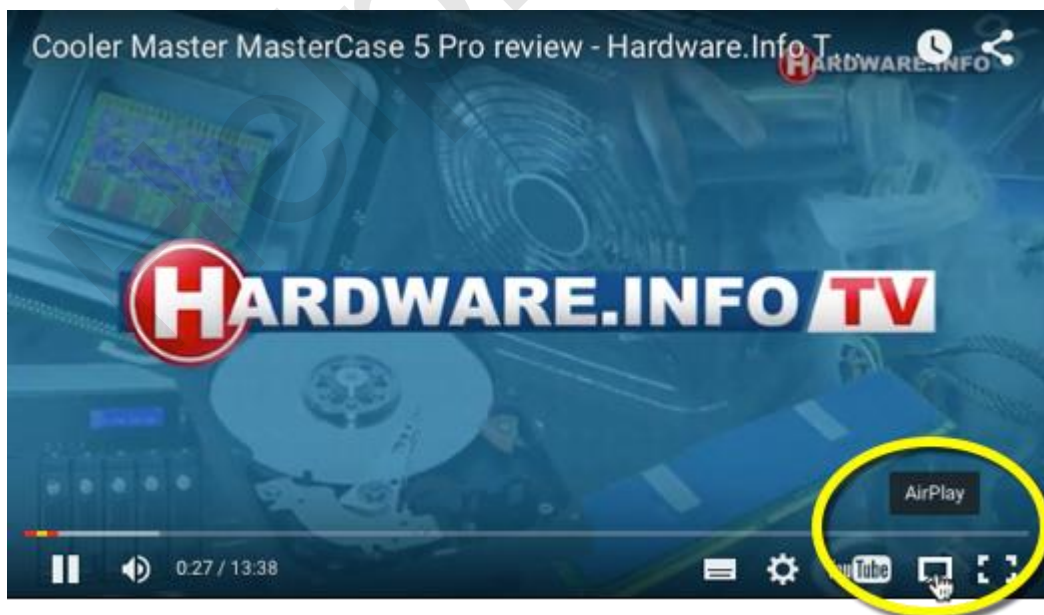 Cooler Master MasterCase 5 Pro review - Hardware.Info T...
HARDWARE.INFO
HARDWARE.INFO TV
AirPlay
0:27 / 13:38
YouTube